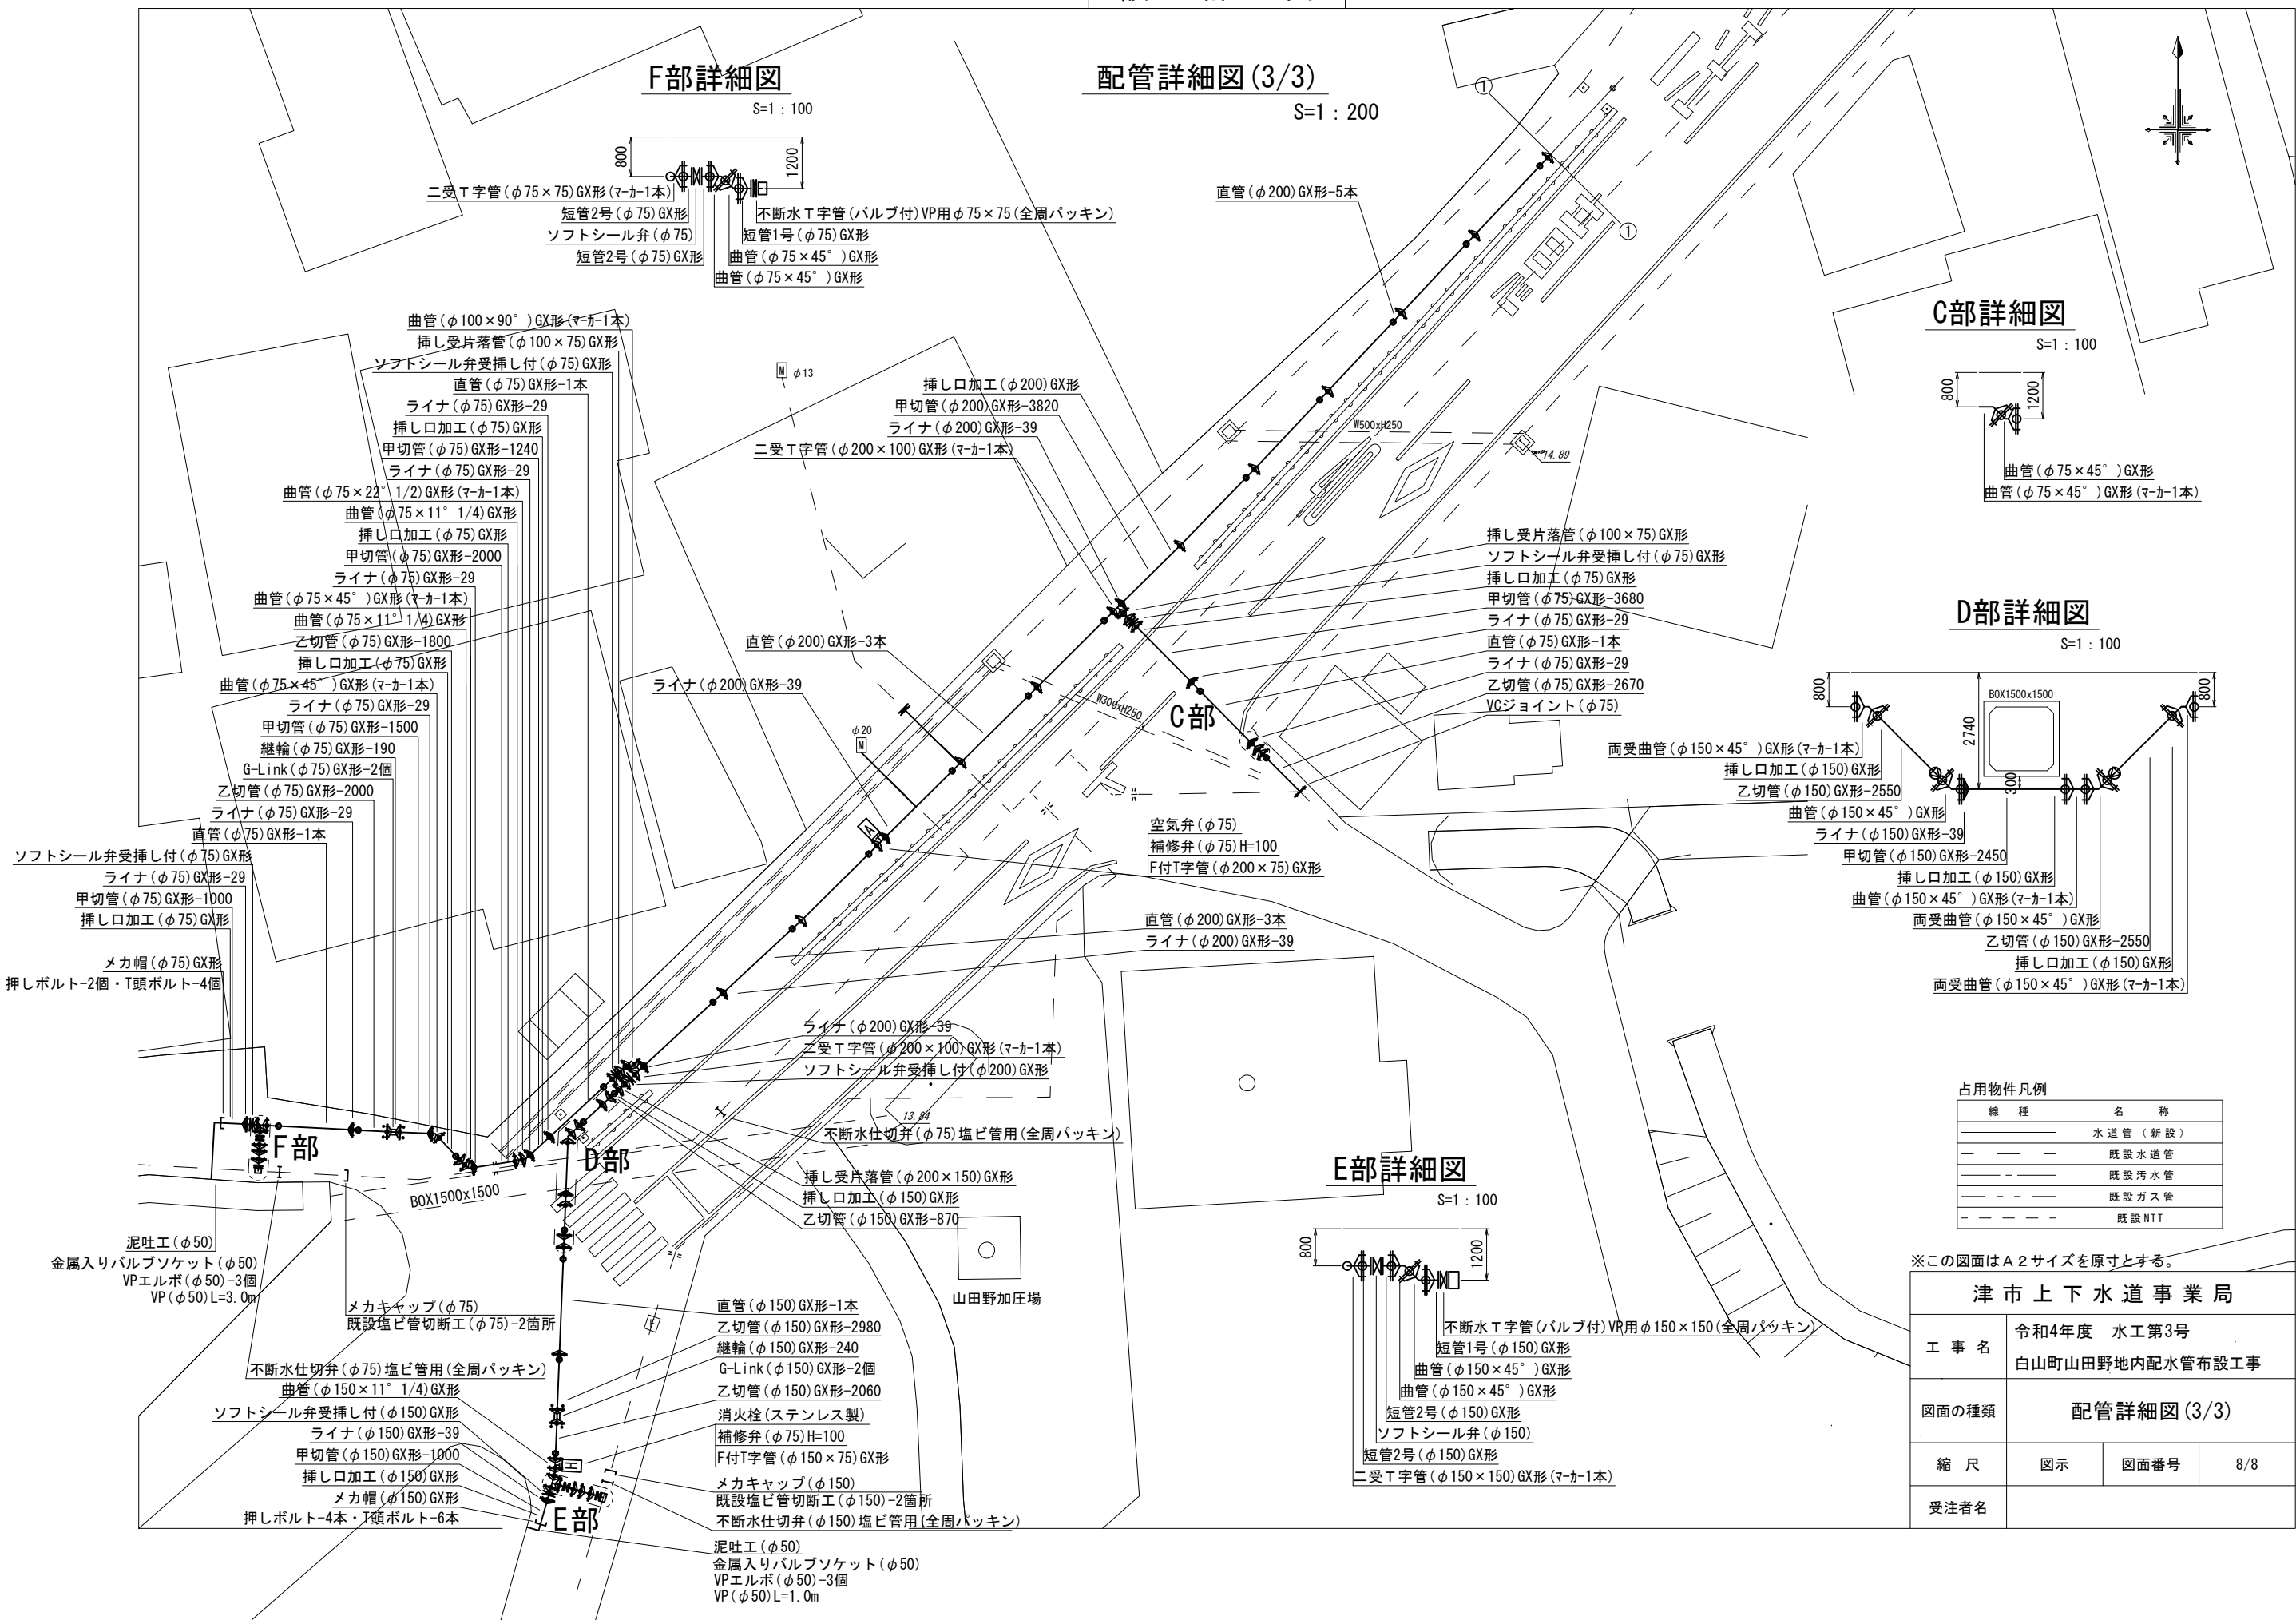 配管詳細図(3/3)
S=1：200
F部詳細図
S=1：100
800
1200
二受Ｔ字管(φ75×75)GX形(ﾏｰｶｰ1本)
短管2号(φ75)GX形
ソフトシール弁(φ75)
短管2号(φ75)GX形
不断水Ｔ字管(バルブ付)VP用φ75×75(全周パッキン)
短管1号(φ75)GX形
曲管(φ75×45°)GX形
曲管(φ75×45°)GX形
直管(φ200)GX形-5本
①
①
C部詳細図
S=1：100
800
1200
曲管(φ75×45°)GX形
曲管(φ75×45°)GX形(ﾏｰｶｰ1本)
曲管(φ100×90°)GX形(ﾏｰｶｰ1本)
挿し受片落管(φ100×75)GX形
ソフトシール弁受挿し付(φ75)GX形
直管(φ75)GX形-1本
ライナ(φ75)GX形-29
挿し口加工(φ75)GX形
甲切管(φ75)GX形-1240
ライナ(φ75)GX形-29
曲管(φ75×22°1/2)GX形(ﾏｰｶｰ1本)
曲管(φ75×11°1/4)GX形
挿し口加工(φ75)GX形
甲切管(φ75)GX形-2000
ライナ(φ75)GX形-29
曲管(φ75×45°)GX形(ﾏｰｶｰ1本)
曲管(φ75×11°1/4)GX形
乙切管(φ75)GX形-1800
挿し口加工(φ75)GX形
曲管(φ75×45°)GX形(ﾏｰｶｰ1本)
ライナ(φ75)GX形-29
甲切管(φ75)GX形-1500
継輪(φ75)GX形-190
G-Link(φ75)GX形-2個
乙切管(φ75)GX形-2000
ライナ(φ75)GX形-29
直管(φ75)GX形-1本
ソフトシール弁受挿し付(φ75)GX形
ライナ(φ75)GX形-29
甲切管(φ75)GX形-1000
挿し口加工(φ75)GX形
メカ帽(φ75)GX形
押しボルト-2個・T頭ボルト-4個
M φ13
挿し口加工(φ200)GX形
甲切管(φ200)GX形-3820
ライナ(φ200)GX形-39
二受Ｔ字管(φ200×100)GX形(ﾏｰｶｰ1本)
W500xH250
14.89
直管(φ200)GX形-3本
ライナ(φ200)GX形-39
φ20
M
W300xH250
C部
A
挿し受片落管(φ100×75)GX形
ソフトシール弁受挿し付(φ75)GX形
挿し口加工(φ75)GX形
甲切管(φ75)GX形-3680
ライナ(φ75)GX形-29
直管(φ75)GX形-1本
ライナ(φ75)GX形-29
乙切管(φ75)GX形-2670
VCジョイント(φ75)
空気弁(φ75)
補修弁(φ75)H=100
F付T字管(φ200×75)GX形
直管(φ200)GX形-3本
ライナ(φ200)GX形-39
D部詳細図
S=1：100
800
2740
BOX1500x1500
300
800
両受曲管(φ150×45°)GX形(ﾏｰｶｰ1本)
挿し口加工(φ150)GX形
乙切管(φ150)GX形-2550
曲管(φ150×45°)GX形
ライナ(φ150)GX形-39
甲切管(φ150)GX形-2450
挿し口加工(φ150)GX形
曲管(φ150×45°)GX形(ﾏｰｶｰ1本)
両受曲管(φ150×45°)GX形
乙切管(φ150)GX形-2550
挿し口加工(φ150)GX形
両受曲管(φ150×45°)GX形(ﾏｰｶｰ1本)
ライナ(φ200)GX形-39
二受Ｔ字管(φ200×100)GX形(ﾏｰｶｰ1本)
ソフトシール弁受挿し付(φ200)GX形
13.84
不断水仕切弁(φ75)塩ビ管用(全周パッキン)
挿し受片落管(φ200×150)GX形
挿し口加工(φ150)GX形
乙切管(φ150)GX形-870
F部
D部
BOX1500x1500
山田野加圧場
泥吐工(φ50)
金属入りバルブソケット(φ50)
VPエルボ(φ50)-3個
VP(φ50)L=3.0m
メカキャップ(φ75)
既設塩ビ管切断工(φ75)-2箇所
不断水仕切弁(φ75)塩ビ管用(全周パッキン)
曲管(φ150×11°1/4)GX形
ソフトシール弁受挿し付(φ150)GX形
ライナ(φ150)GX形-39
甲切管(φ150)GX形-1000
挿し口加工(φ150)GX形
メカ帽(φ150)GX形
押しボルト-4本・T頭ボルト-6本
直管(φ150)GX形-1本
乙切管(φ150)GX形-2980
継輪(φ150)GX形-240
G-Link(φ150)GX形-2個
乙切管(φ150)GX形-2060
消火栓(ステンレス製)
補修弁(φ75)H=100
F付T字管(φ150×75)GX形
メカキャップ(φ150)
既設塩ビ管切断工(φ150)-2箇所
不断水仕切弁(φ150)塩ビ管用(全周パッキン)
H
E部
泥吐工(φ50)
金属入りバルブソケット(φ50)
VPエルボ(φ50)-3個
VP(φ50)L=1.0m
E部詳細図
S=1：100
800
1200
不断水Ｔ字管(バルブ付)VP用φ150×150(全周パッキン)
短管1号(φ150)GX形
曲管(φ150×45°)GX形
曲管(φ150×45°)GX形
短管2号(φ150)GX形
ソフトシール弁(φ150)
短管2号(φ150)GX形
二受Ｔ字管(φ150×150)GX形(ﾏｰｶｰ1本)
占用物件凡例
線　種　名　称
水道管（新設）
既設水道管
既設汚水管
既設ガス管
既設NTT
※この図面はＡ２サイズを原寸とする。
津市上下水道事業局
工事名　令和4年度　水工第3号
白山町山田野地内配水管布設工事
図面の種類　配管詳細図(3/3)
縮尺　図示　図面番号　8/8
受注者名